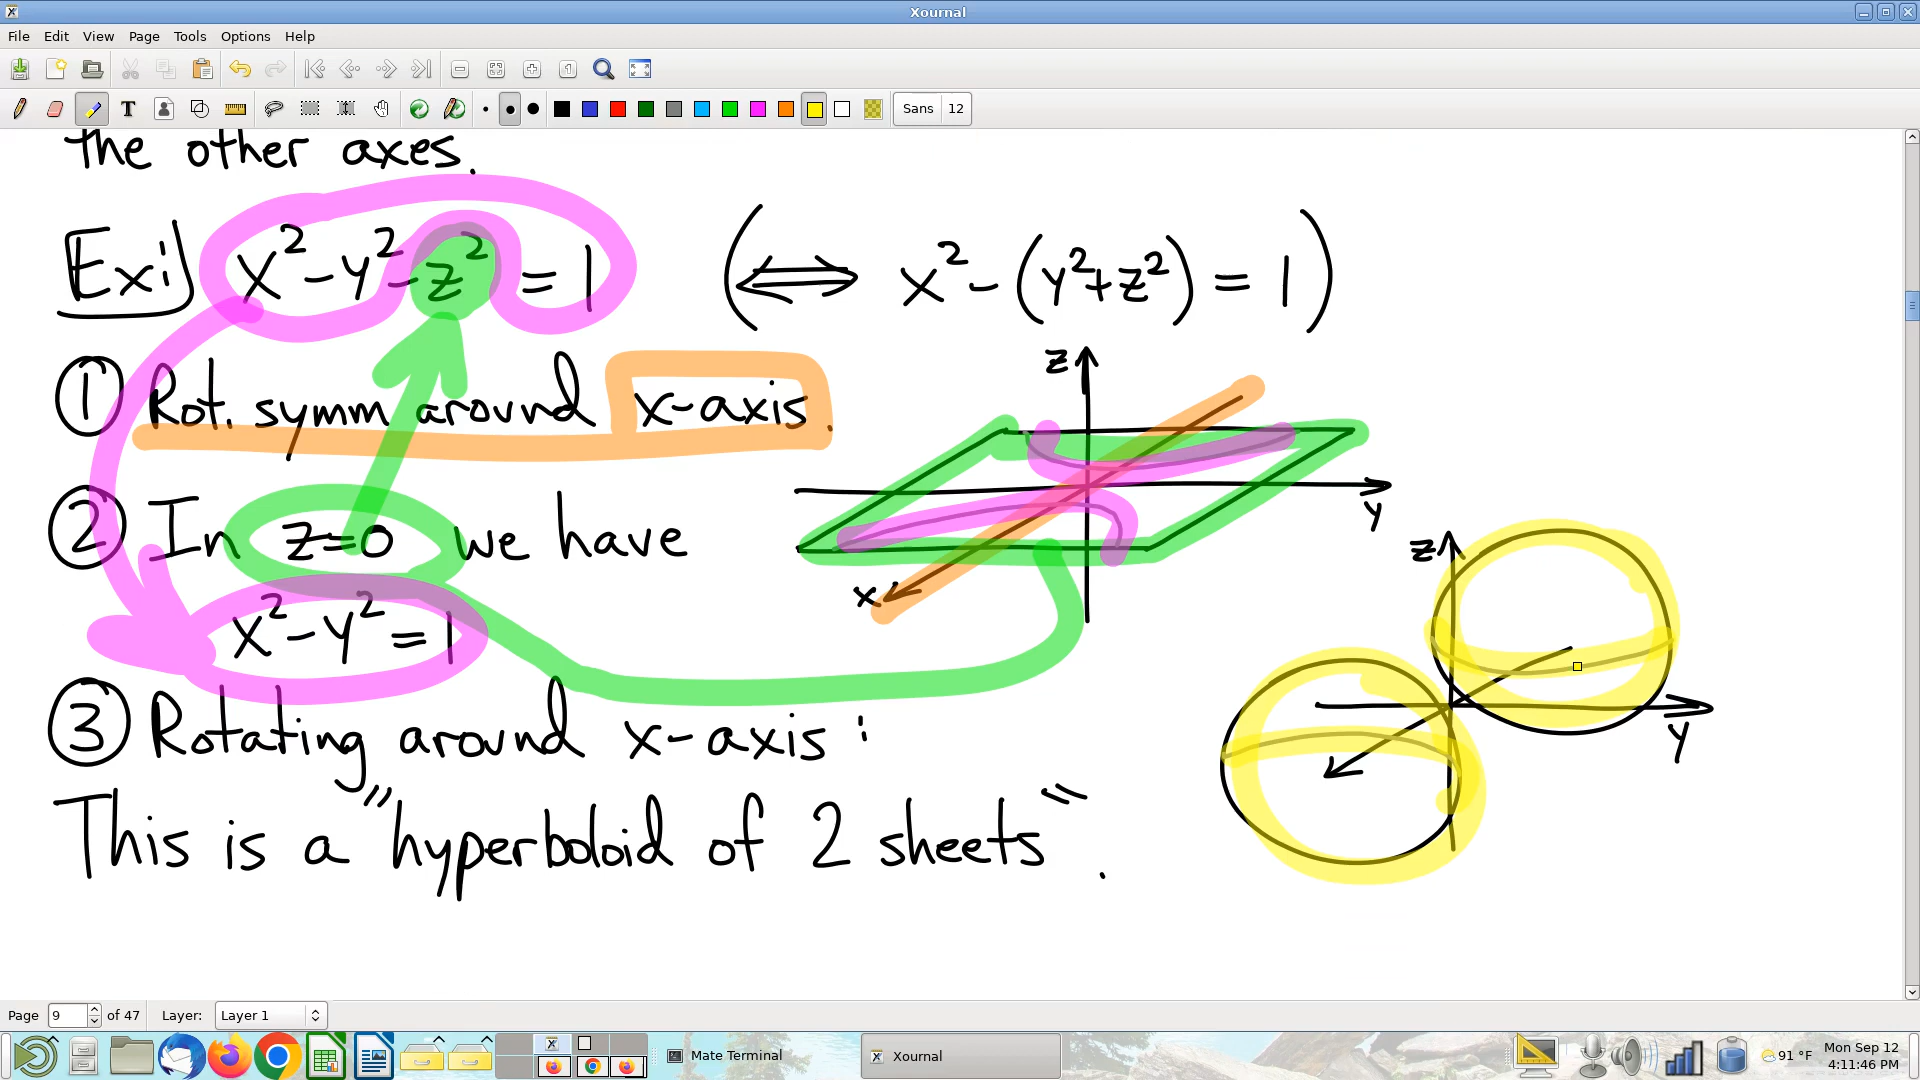 Xournal
File Edit View Page Tools Options Help
Sans 12
the other axes.
Ex: x²-y²-z² = 1 (⟺ x²-(y²+z²) = 1)
① Rot. symm around x-axis.
② In z=0 we have
x²-y²=1
z
y
x
z
y
③ Rotating around x-axis:
This is a "hyperboloid of 2 sheets".
Page 9 of 47 Layer: Layer 1
Mate Terminal Xournal 91 °F Mon Sep 12
4:11:46 PM